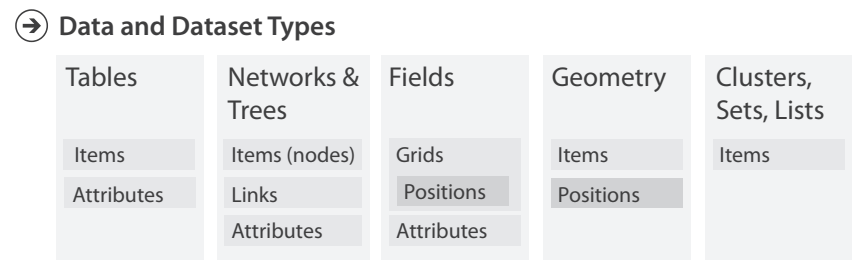 Data and Dataset Types
Tables
Items
Attributes
Networks &
Trees
Items (nodes)
Links
Attributes
Fields
Grids
Positions
Attributes
Geometry
Items
Positions
Clusters,
Sets, Lists
Items